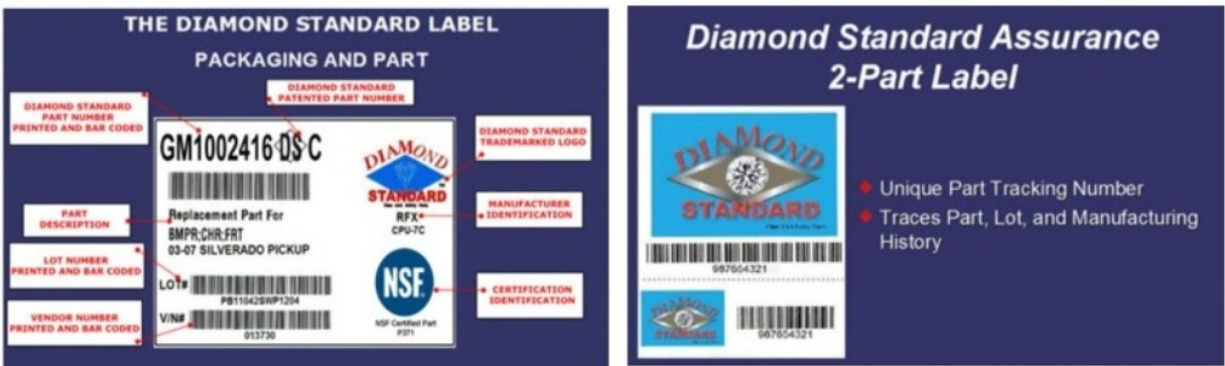 THE DIAMOND STANDARD LABEL
PACKAGING AND PART
DIAMOND STANDARD
PATENTED PART NUMBER
DIAMOND STANDARD
PART NUMBER
PRINTED AND BAR CODED
DIAMOND STANDARD
TRADEMARKED LOGO
PART
DESCRIPTION
MANUFACTURER
IDENTIFICATION
LOT NUMBER
PRINTED AND BAR CODED
CERTIFICATION
IDENTIFICATION
VENDOR NUMBER
PRINTED AND BAR CODED
GM1002416 DS C
Replacement Part For
BMPR;CHR;FRT
03-07 SILVERADO PICKUP
LOT#
PB11042SWP1204
V/N#
013730
DIAMOND
STANDARD
RFX
CPU-7C
NSF
NSF Certified Part
P371
Diamond Standard Assurance
2-Part Label
DIAMOND
STANDARD
987654321
DIAMOND
STANDARD
987654321
Unique Part Tracking Number
Traces Part, Lot, and Manufacturing
History